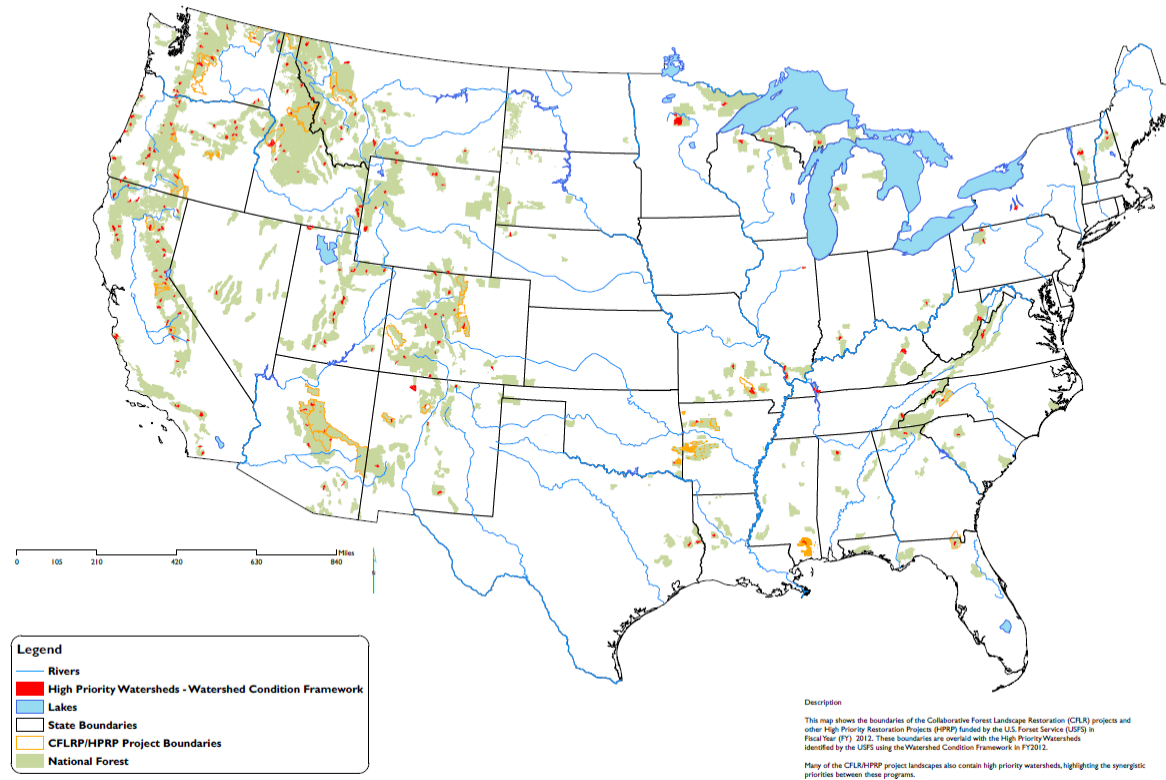 Miles
0 105 210 420 630 840
Legend
Rivers
High Priority Watersheds - Watershed Condition Framework
Lakes
State Boundaries
CFLRP/HPRP Project Boundaries
National Forest
Description
This map shows the boundaries of the Collaborative Forest Landscape Restoration (CFLR) projects and
other High Priority Restoration Projects (HPRP) funded by the U.S. Forset Service (USFS) in
Fiscal Year (FY) 2012. These boundaries are overlaid with the High Priority Watersheds
identified by the USFS using the Watershed Condition Framework in FY2012.
Many of the CFLR/HPRP project landscapes also contain high priority watersheds, highlighting the synergistic
priorities between these programs.